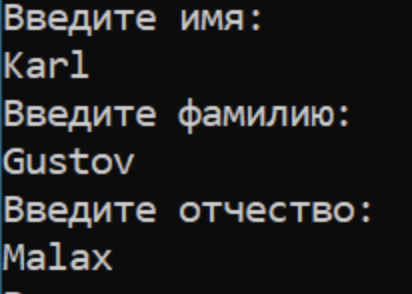 Введите имя:
Karl
Введите фамилию:
Gustov
Введите отчество:
Malax